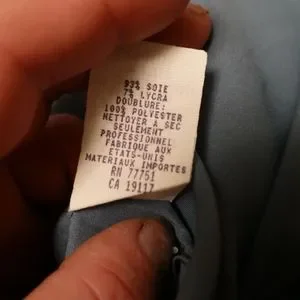 93% SOIE
7% LYCRA
DOUBLURE:
100% POLYESTER
NETTOYER A SEC
SEULEMENT
PROFESSIONNEL
FABRIQUE AUX
ETATS-UNIS
MATERIAUX IMPORTES
RN 77751
CA 19117